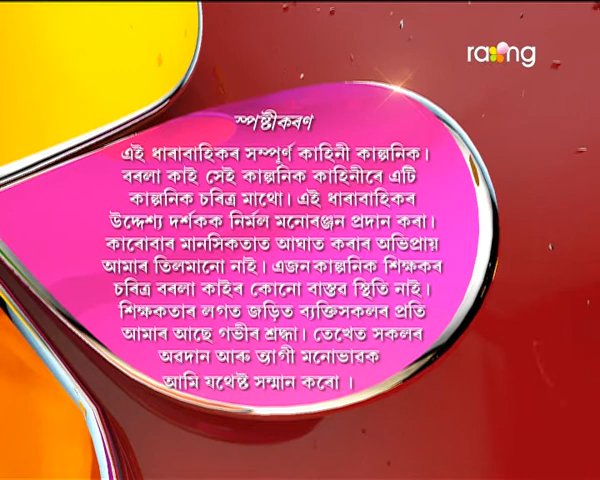 rang
স্পষ্টীকৰণ
এই ধাৰাবাহিকৰ সম্পূৰ্ণ কাহিনী কাল্পনিক।
বৰলা কাই সেই কাল্পনিক কাহিনীৰে এটি
কাল্পনিক চৰিত্ৰ মাথো। এই ধাৰাবাহিকৰ
উদ্দেশ্য দৰ্শকক নিৰ্মল মনোৰঞ্জন প্ৰদান কৰা।
কাৰোবাৰ মানসিকতাত আঘাত কৰাৰ অভিপ্ৰায়
আমাৰ তিলমানো নাই। এজন কাল্পনিক শিক্ষকৰ
চৰিত্ৰ বৰলা কাইৰ কোনো বাস্তৱ স্থিতি নাই।
শিক্ষকতাৰ লগত জড়িত ব্যক্তিসকলৰ প্ৰতি
আমাৰ আছে গভীৰ শ্ৰদ্ধা। তেখেত সকলৰ
অৱদান আৰু ত্যাগী মনোভাৱক
আমি যথেষ্ট সন্মান কৰো ।